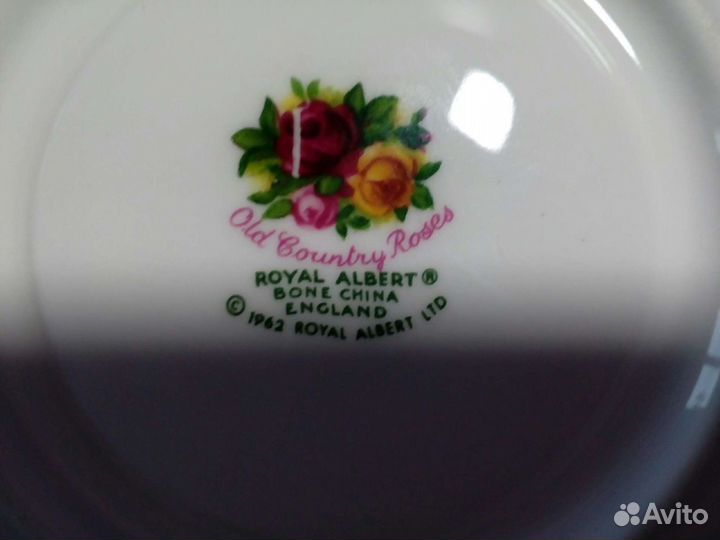 Old Country Roses
ROYAL ALBERT®
BONE CHINA
ENGLAND
© 1962 ROYAL ALBERT LTD
Avito